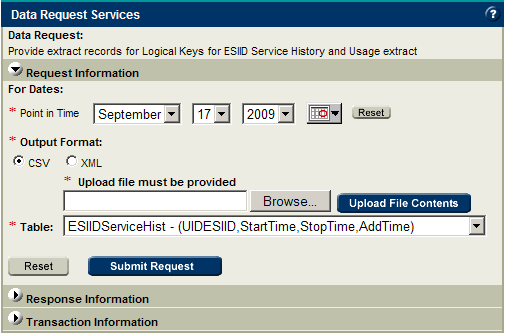 Data Request Services ?
Data Request:
Provide extract records for Logical Keys for ESIID Service History and Usage extract
Request Information
For Dates:
* Point in Time September 17 2009 Reset
* Output Format:
CSV XML
* Upload file must be provided
Browse... Upload File Contents
* Table: ESIIDServiceHist - (UIDESIID,StartTime,StopTime,AddTime)
Reset Submit Request
Response Information
Transaction Information